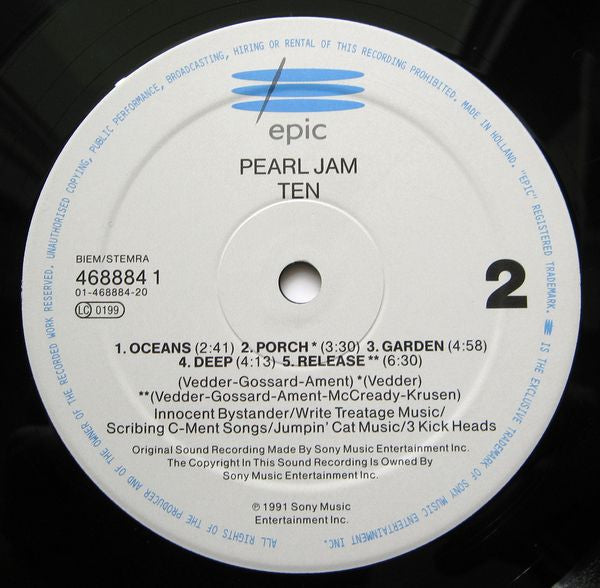 ALL RIGHTS OF THE PRODUCER AND OF THE OWNER OF THE RECORDED WORK RESERVED. UNAUTHORISED COPYING, PUBLIC PERFORMANCE, BROADCASTING, HIRING OR RENTAL OF THIS RECORDING PROHIBITED. MADE IN HOLLAND. "EPIC" REGISTERED TRADEMARK. IS THE EXCLUSIVE TRADEMARK OF SONY MUSIC ENTERTAINMENT INC.
epic
PEARL JAM
TEN
BIEM/STEMRA
468884 1
01-468884-20
LC 0199
2
1. OCEANS (2:41) 2. PORCH * (3:30) 3. GARDEN (4:58)
4. DEEP (4:13) 5. RELEASE ** (6:30)
(Vedder-Gossard-Ament) *(Vedder)
**(Vedder-Gossard-Ament-McCready-Krusen)
Innocent Bystander/Write Treatage Music/
Scribing C-Ment Songs/Jumpin' Cat Music/3 Kick Heads
Original Sound Recording Made By Sony Music Entertainment Inc.
The Copyright In This Sound Recording Is Owned By
Sony Music Entertainment Inc.
℗ 1991 Sony Music
Entertainment Inc.